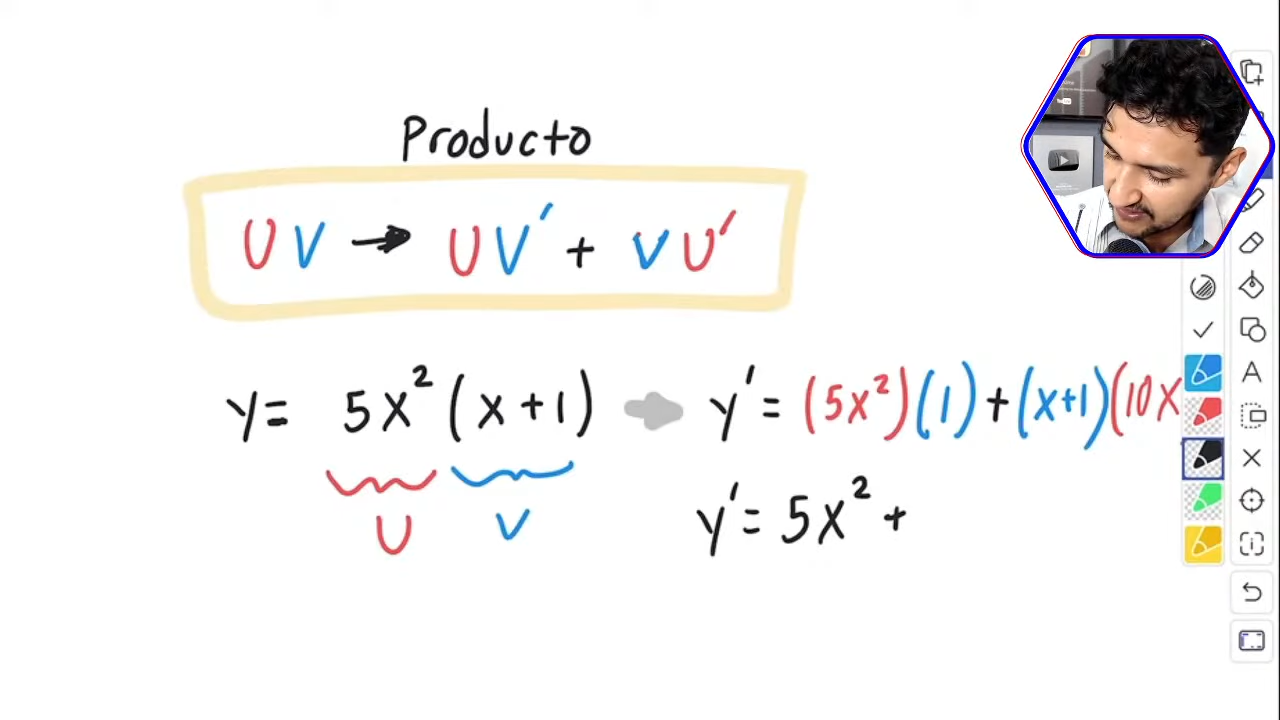 Producto
UV → UV' + VU'
y = 5x² (x+1) ➡ y' = (5x²)(1) + (x+1)(10x
U V
y' = 5x² +